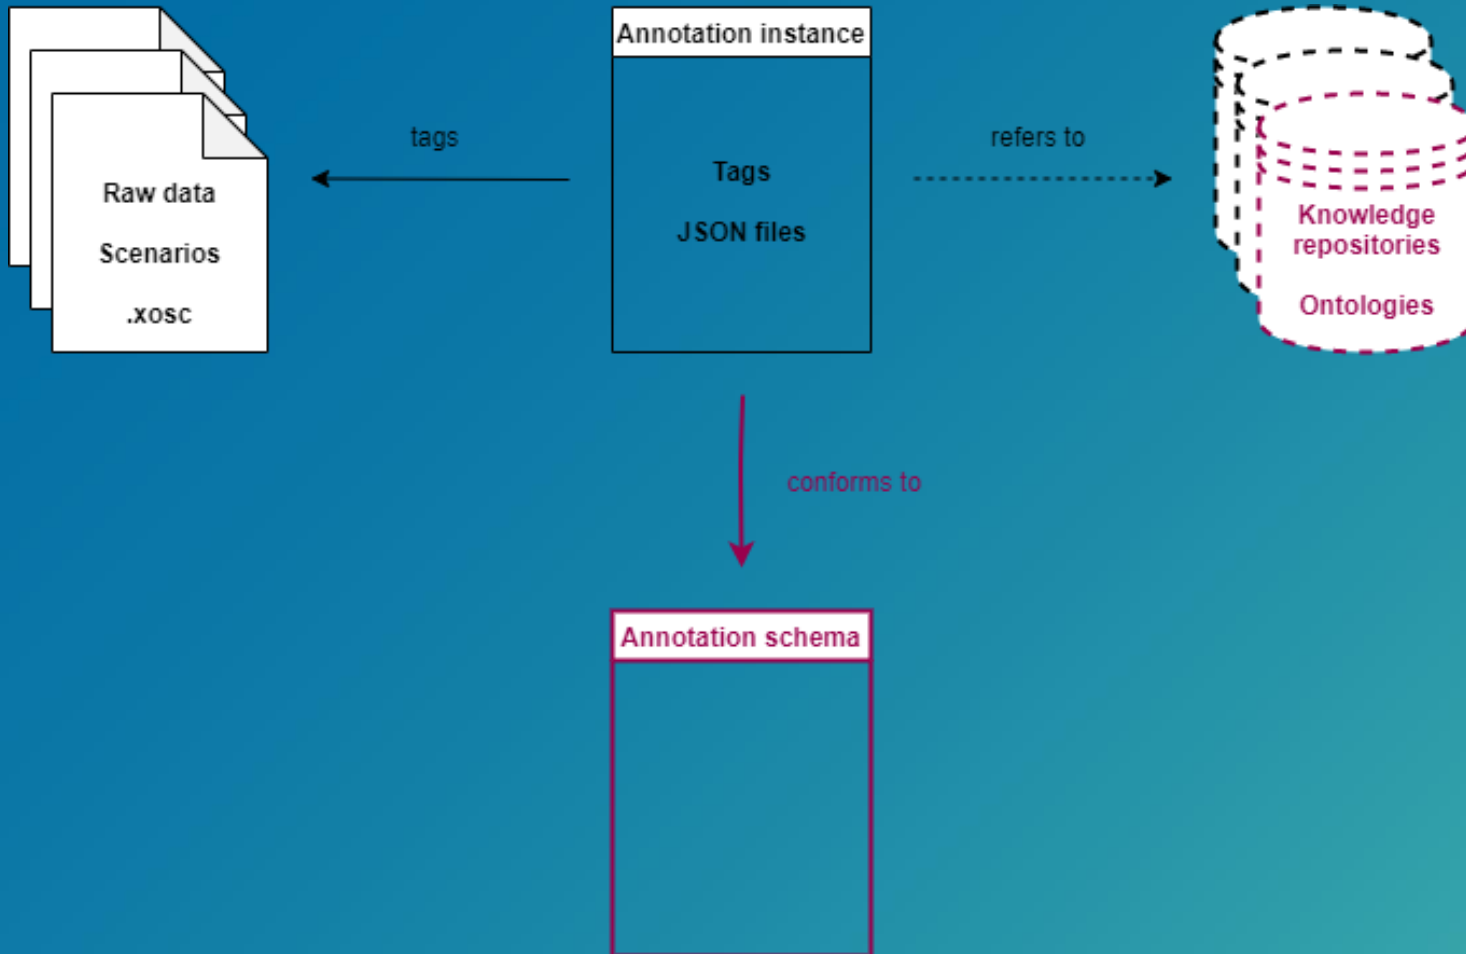 Annotation instance
tags
refers to
Raw data
Scenarios
.xosc
Tags
JSON files
Knowledge
repositories
Ontologies
conforms to
Annotation schema